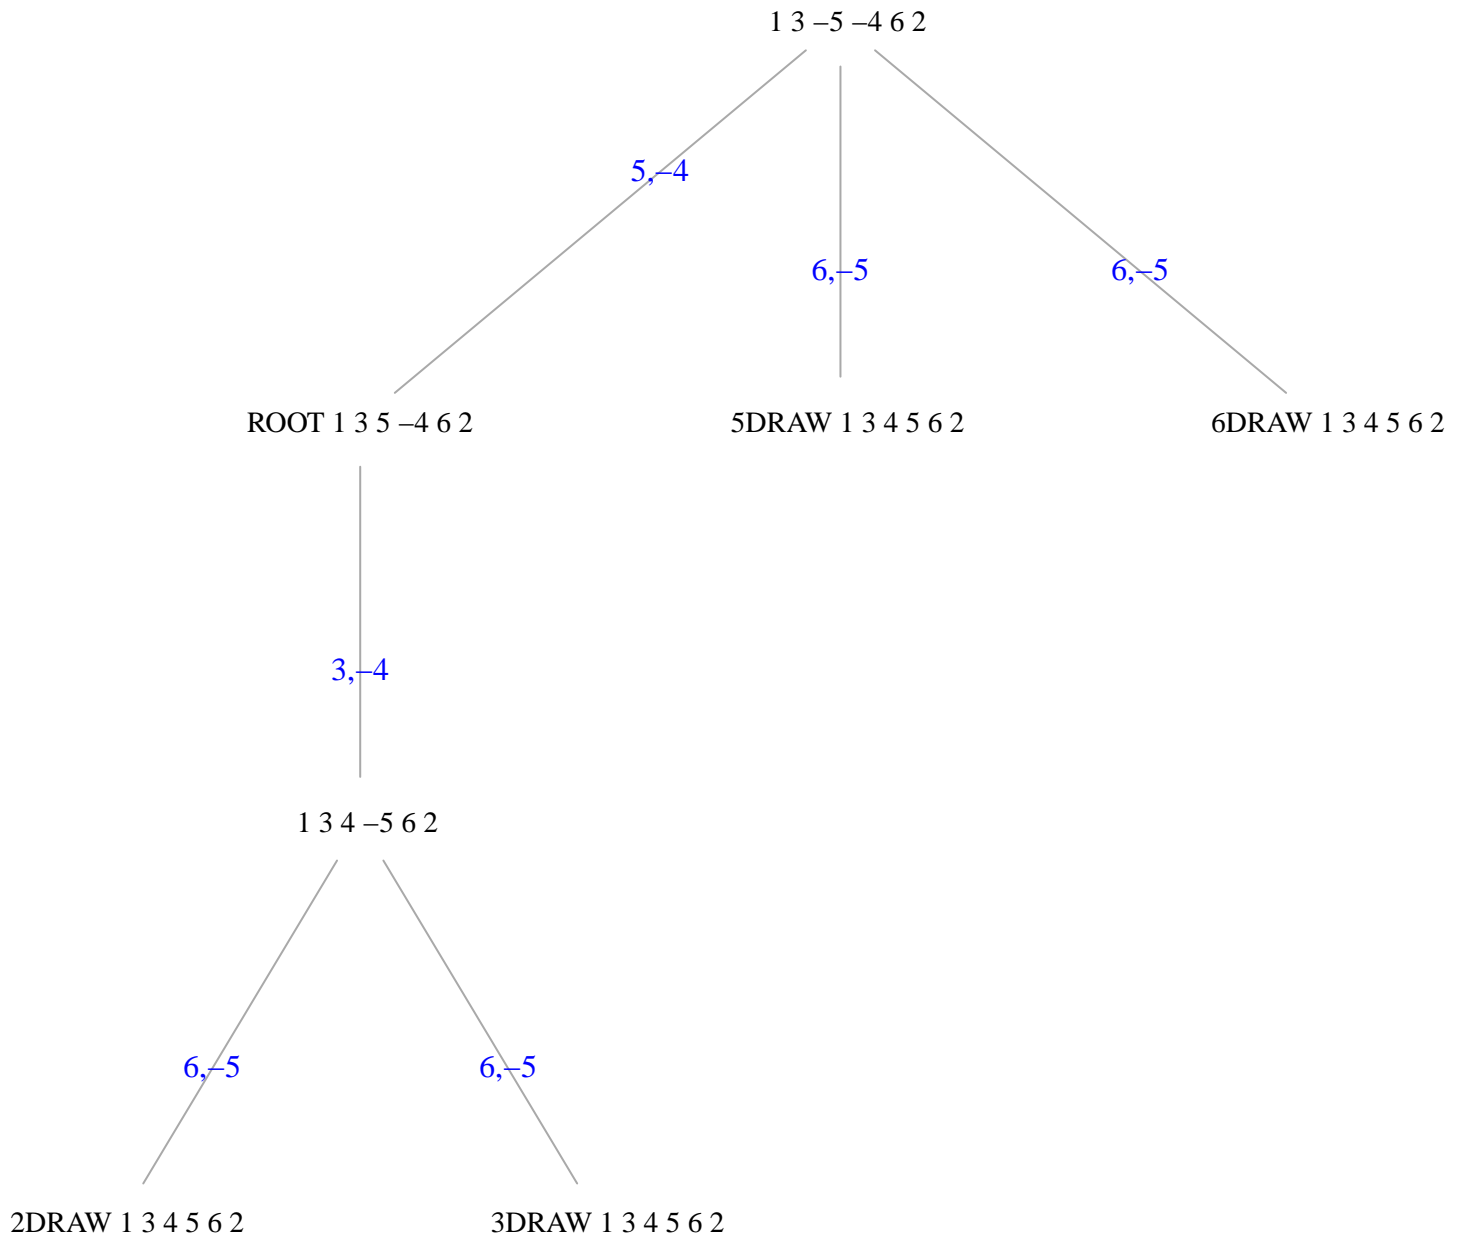 1 3 –5 –4 6 2
5,–4
6,–5
6,–5
ROOT 1 3 5 –4 6 2
5DRAW 1 3 4 5 6 2
6DRAW 1 3 4 5 6 2
3,–4
1 3 4 –5 6 2
6,–5
6,–5
2DRAW 1 3 4 5 6 2
3DRAW 1 3 4 5 6 2